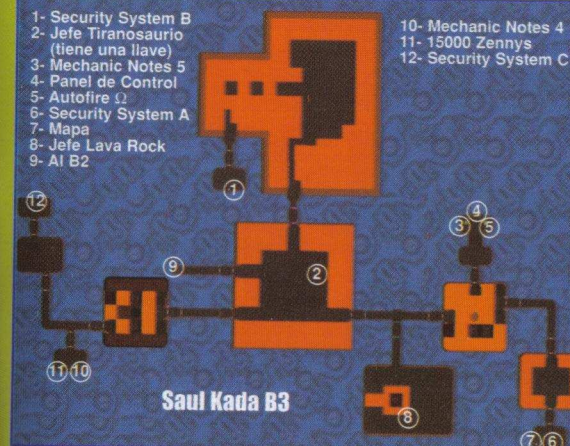 1- Security System B
2- Jefe Tiranosaurio
(tiene una llave)
3- Mechanic Notes 5
4- Panel de Control
5- Autofire Ω
6- Security System A
7- Mapa
8- Jefe Lava Rock
9- Al B2
10- Mechanic Notes 4
11- 15000 Zennys
12- Security System C
1
12
4
3
5
9
2
11
10
8
7
6
Saul Kada B3